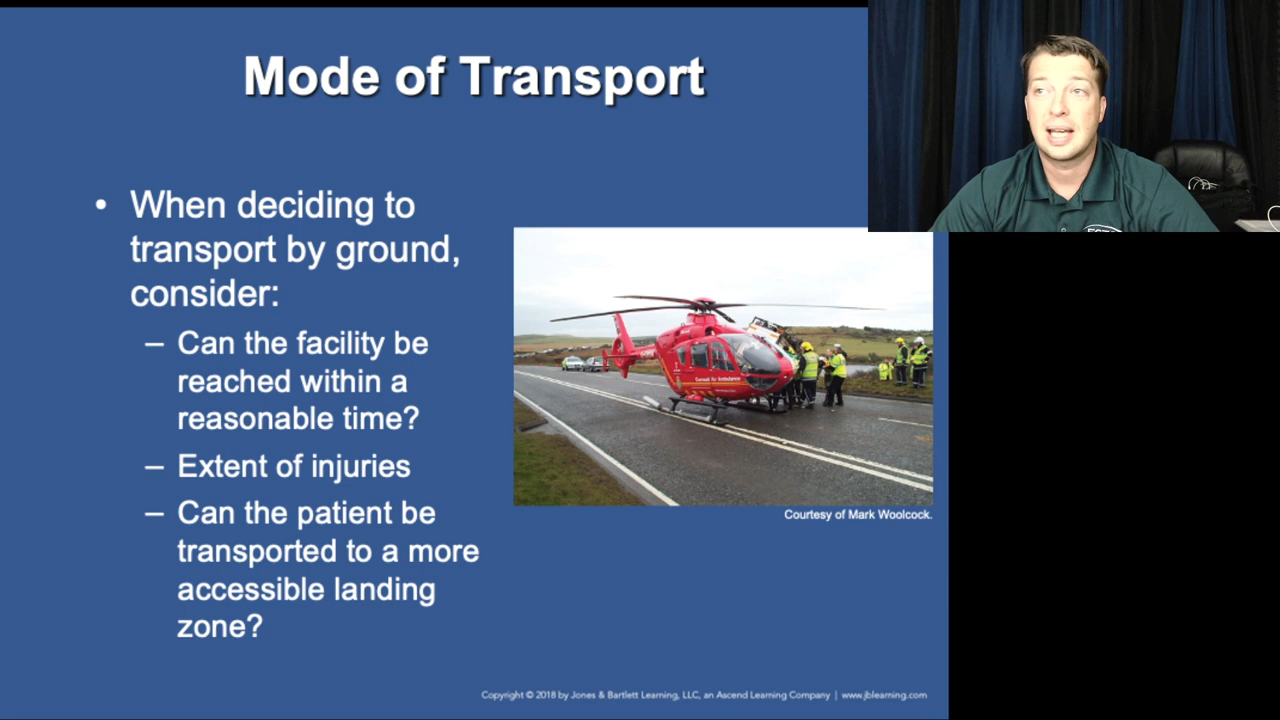 Mode of Transport
• When deciding to
transport by ground,
consider:
– Can the facility be
reached within a
reasonable time?
– Extent of injuries
– Can the patient be
transported to a more
accessible landing
zone?
Courtesy of Mark Woolcock.
Copyright © 2018 by Jones & Bartlett Learning, LLC, an Ascend Learning Company | www.jblearning.com